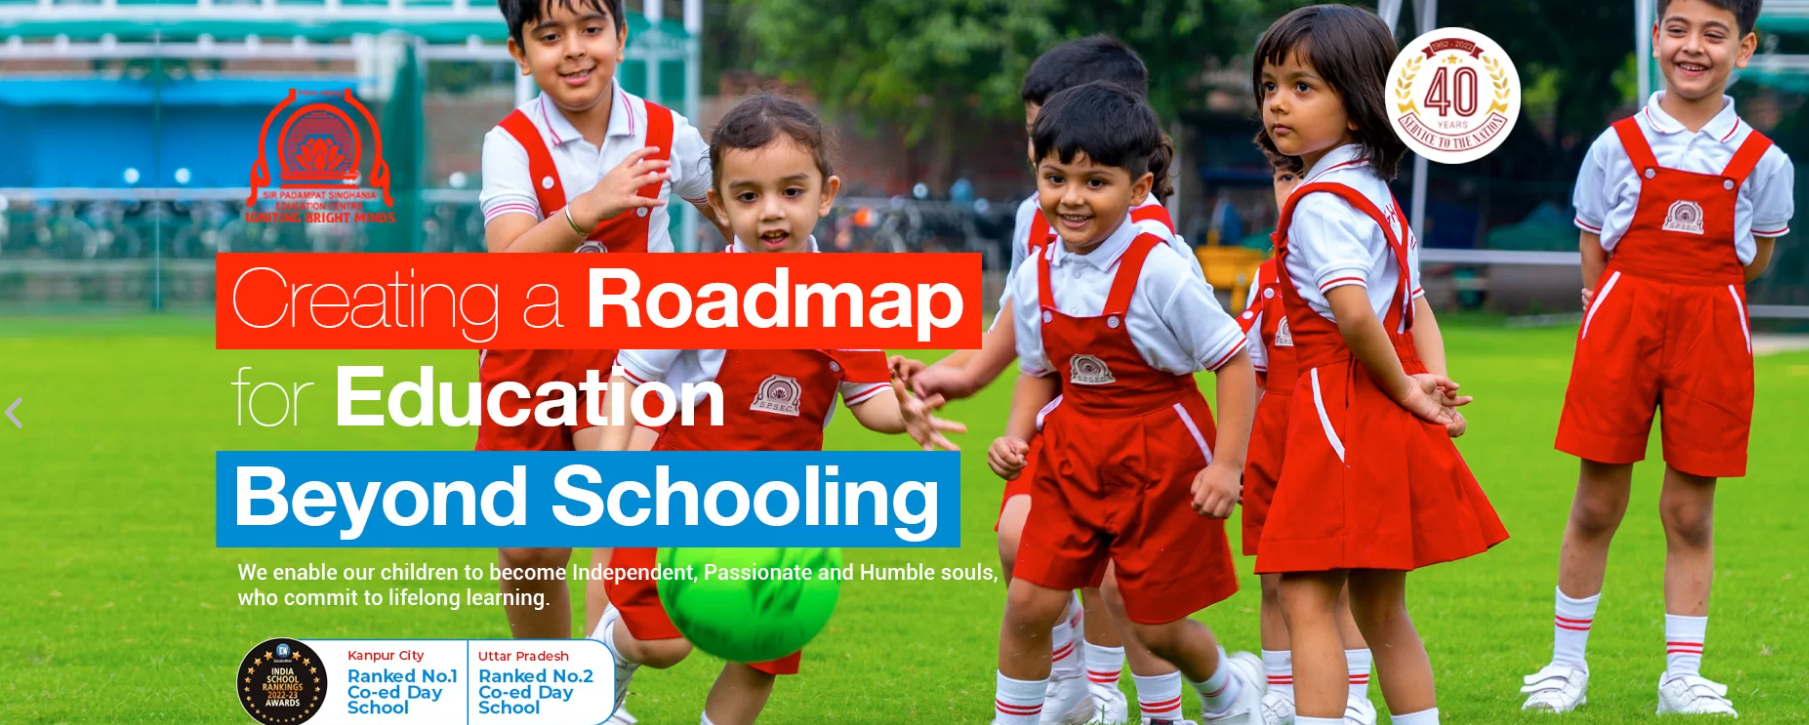 SIR PADAMPAT SINGHANIA
EDUCATION CENTRE
IGNITING BRIGHT MINDS
1982 - 2022
40
YEARS
SERVICE TO THE NATION
Creating a Roadmap
for Education
Beyond Schooling
We enable our children to become Independent, Passionate and Humble souls,
who commit to lifelong learning.
S.P.S.E.C.
S.P.S.E.C.
S.P.S.E.C.
EW
INDIA
SCHOOL
RANKINGS
2022-23
AWARDS
Kanpur City
Ranked No.1
Co-ed Day
School
Uttar Pradesh
Ranked No.2
Co-ed Day
School